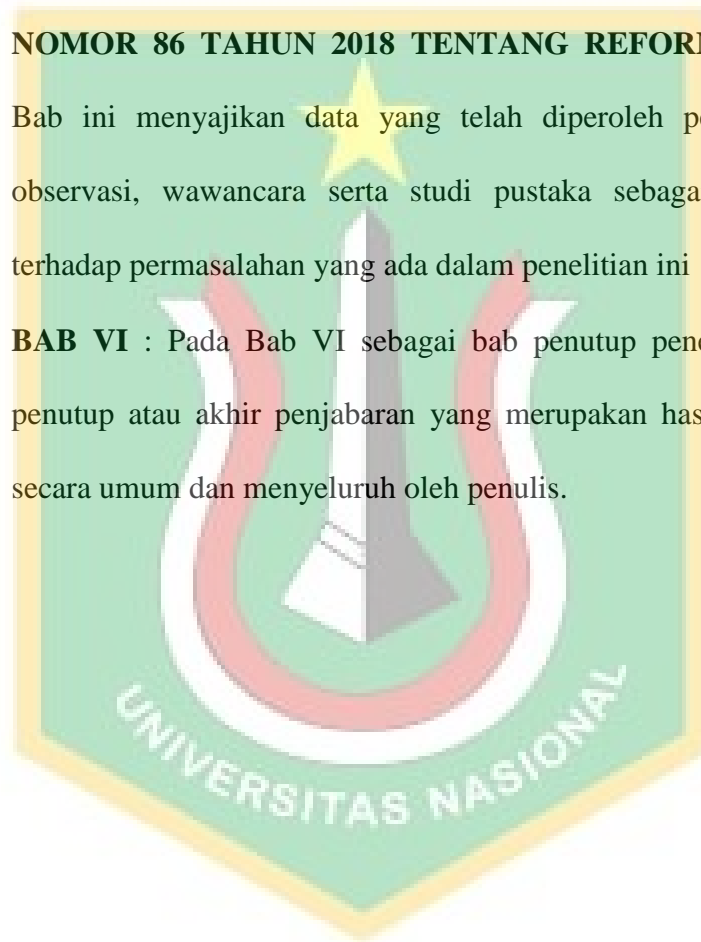 NOMOR 86 TAHUN 2018 TENTANG
Bab ini menyajikan data yang telah diperoleh
observasi, wawancara serta studi pustaka
terhadap permasalahan yang ada dalam penelitian ini
BAB VI : Pada Bab VI sebagai bab penutup
penutup atau akhir penjabaran yang merupakan
secara umum dan menyeluruh oleh penulis.
UNIVERSITAS NASIONAL